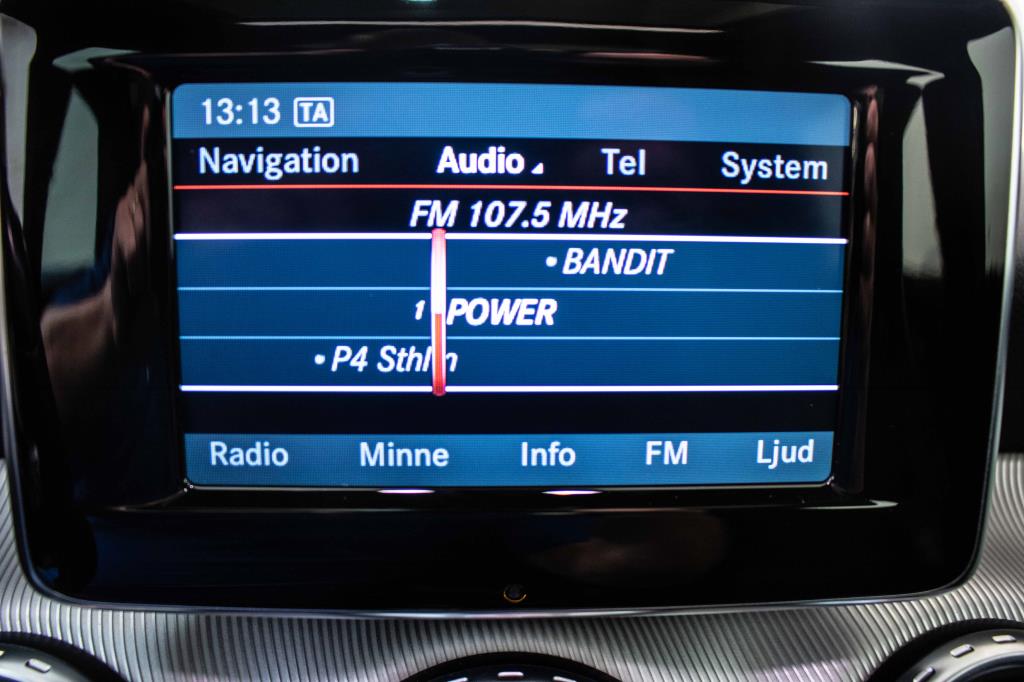 13:13 TA
Navigation Audio Tel System
FM 107.5 MHz
• BANDIT
1 POWER
• P4 Sthlm
Radio Minne Info FM Ljud